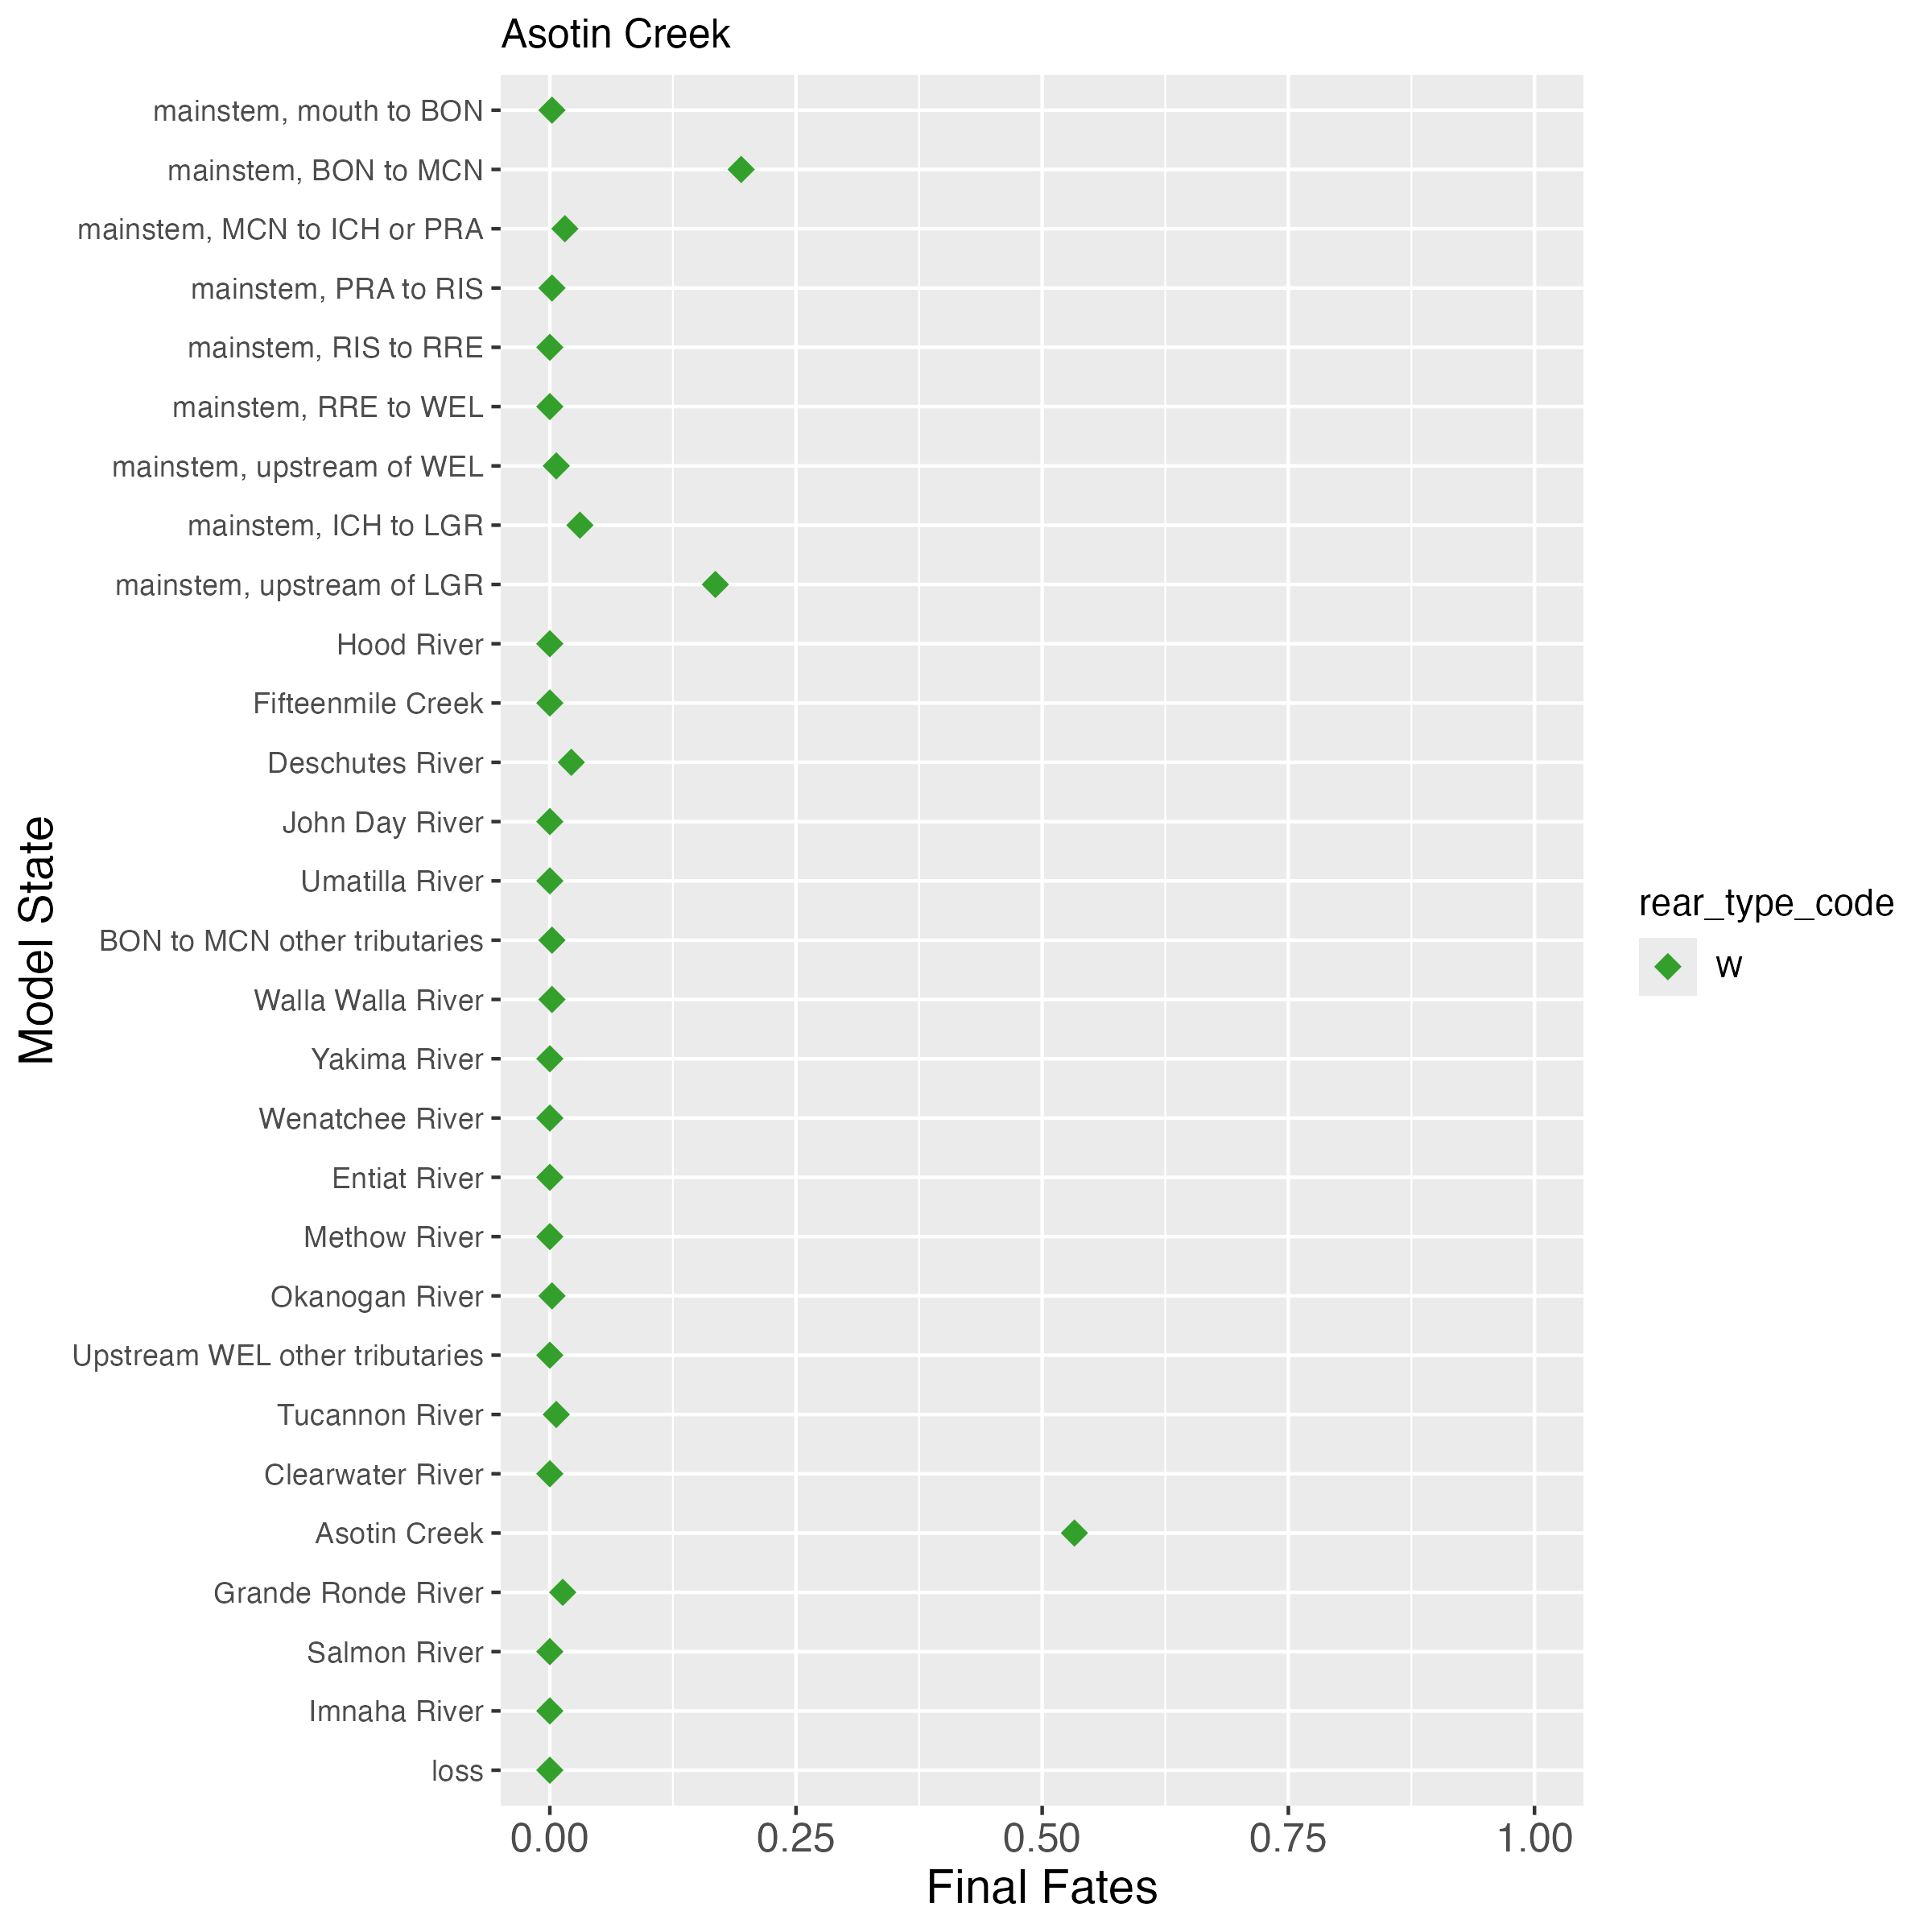 Asotin Creek
mainstem, mouth to BON
mainstem, BON to MCN
mainstem, MCN to ICH or PRA
mainstem, PRA to RIS
mainstem, RIS to RRE
mainstem, RRE to WEL
mainstem, upstream of WEL
mainstem, ICH to LGR
mainstem, upstream of LGR
Hood River
Fifteenmile Creek
Deschutes River
John Day River
Umatilla River
BON to MCN other tributaries
Walla Walla River
Yakima River
Wenatchee River
Entiat River
Methow River
Okanogan River
Upstream WEL other tributaries
Tucannon River
Clearwater River
Asotin Creek
Grande Ronde River
Salmon River
Imnaha River
loss
Model State
0.00 0.25 0.50 0.75 1.00
Final Fates
rear_type_code
W